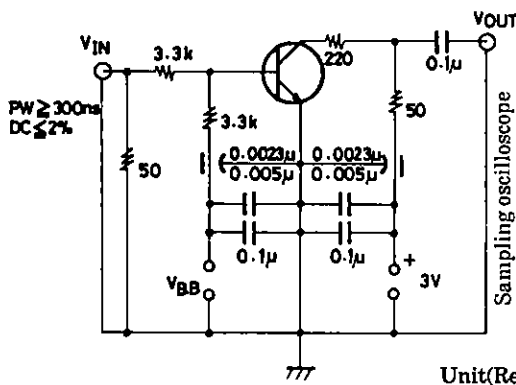 VIN
3.3k
220
0.1μ
VOUT
PW ≧ 300ns
DC ≦ 2%
3.3k
50
50
0.0023μ
0.0023μ
0.005μ
0.005μ
0.1μ
0.1μ
VBB
+
3V
Sampling oscilloscope
Unit(Re